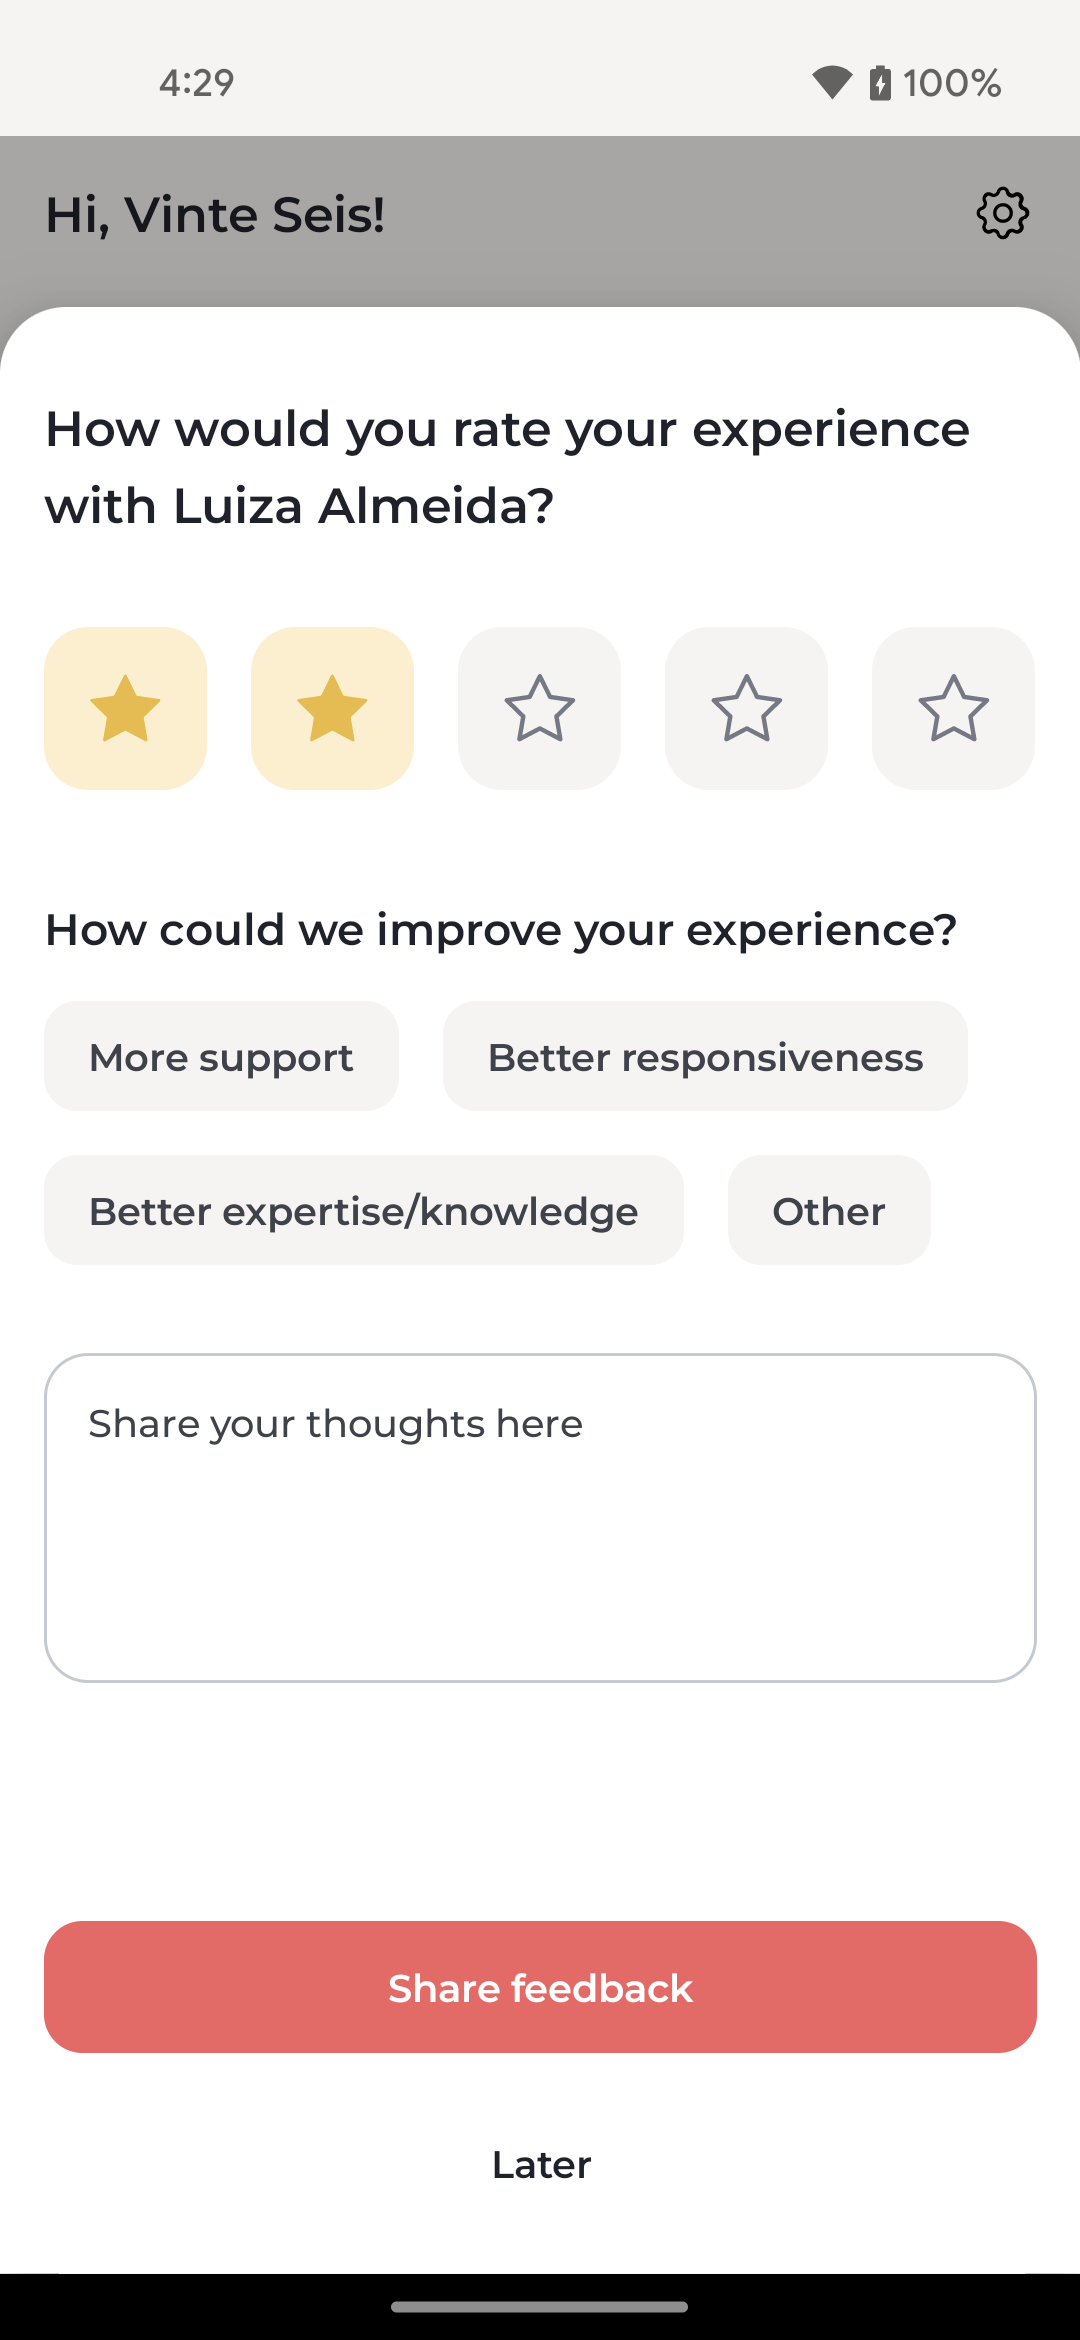 4:29
100%
Hi, Vinte Seis!
How would you rate your experience
with Luiza Almeida?
How could we improve your experience?
More support
Better responsiveness
Better expertise/knowledge
Other
Share your thoughts here
Share feedback
Later